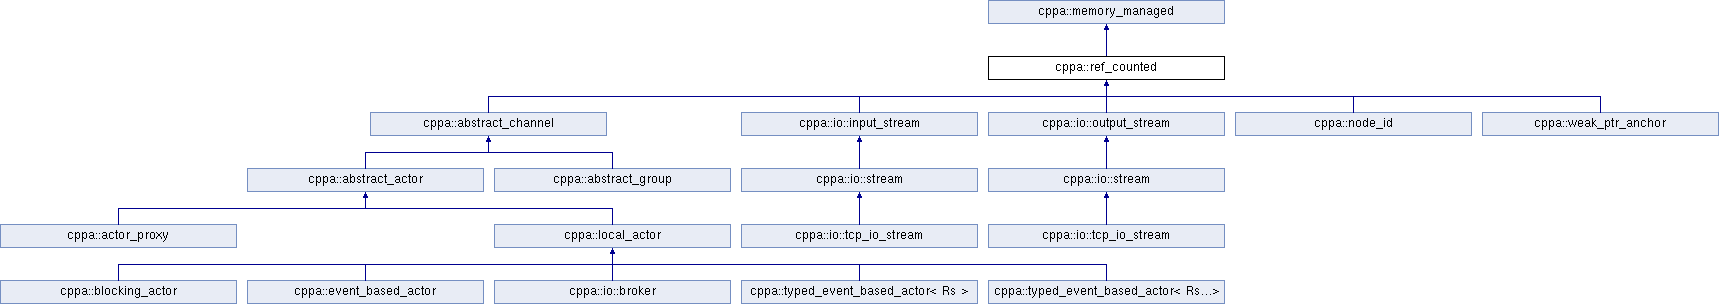 cppa::memory_managed
cppa::ref_counted
cppa::abstract_channel
cppa::io::input_stream
cppa::io::output_stream
cppa::node_id
cppa::weak_ptr_anchor
cppa::abstract_actor
cppa::abstract_group
cppa::io::stream
cppa::io::stream
cppa::actor_proxy
cppa::local_actor
cppa::io::tcp_io_stream
cppa::io::tcp_io_stream
cppa::blocking_actor
cppa::event_based_actor
cppa::io::broker
cppa::typed_event_based_actor< Rs >
cppa::typed_event_based_actor< Rs...>